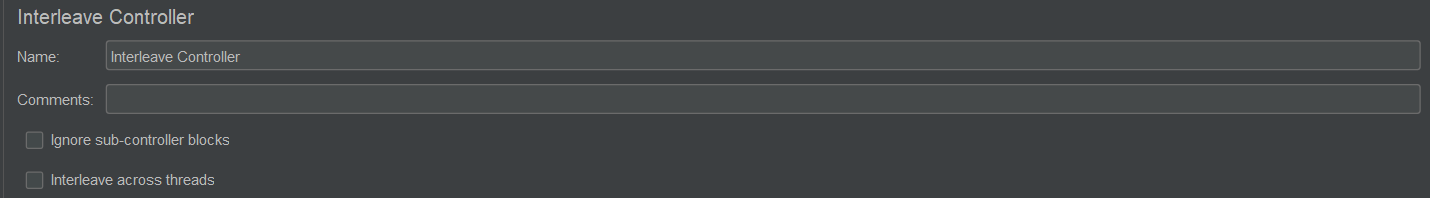 Interleave Controller
Name: Interleave Controller
Comments:
Ignore sub-controller blocks
Interleave across threads